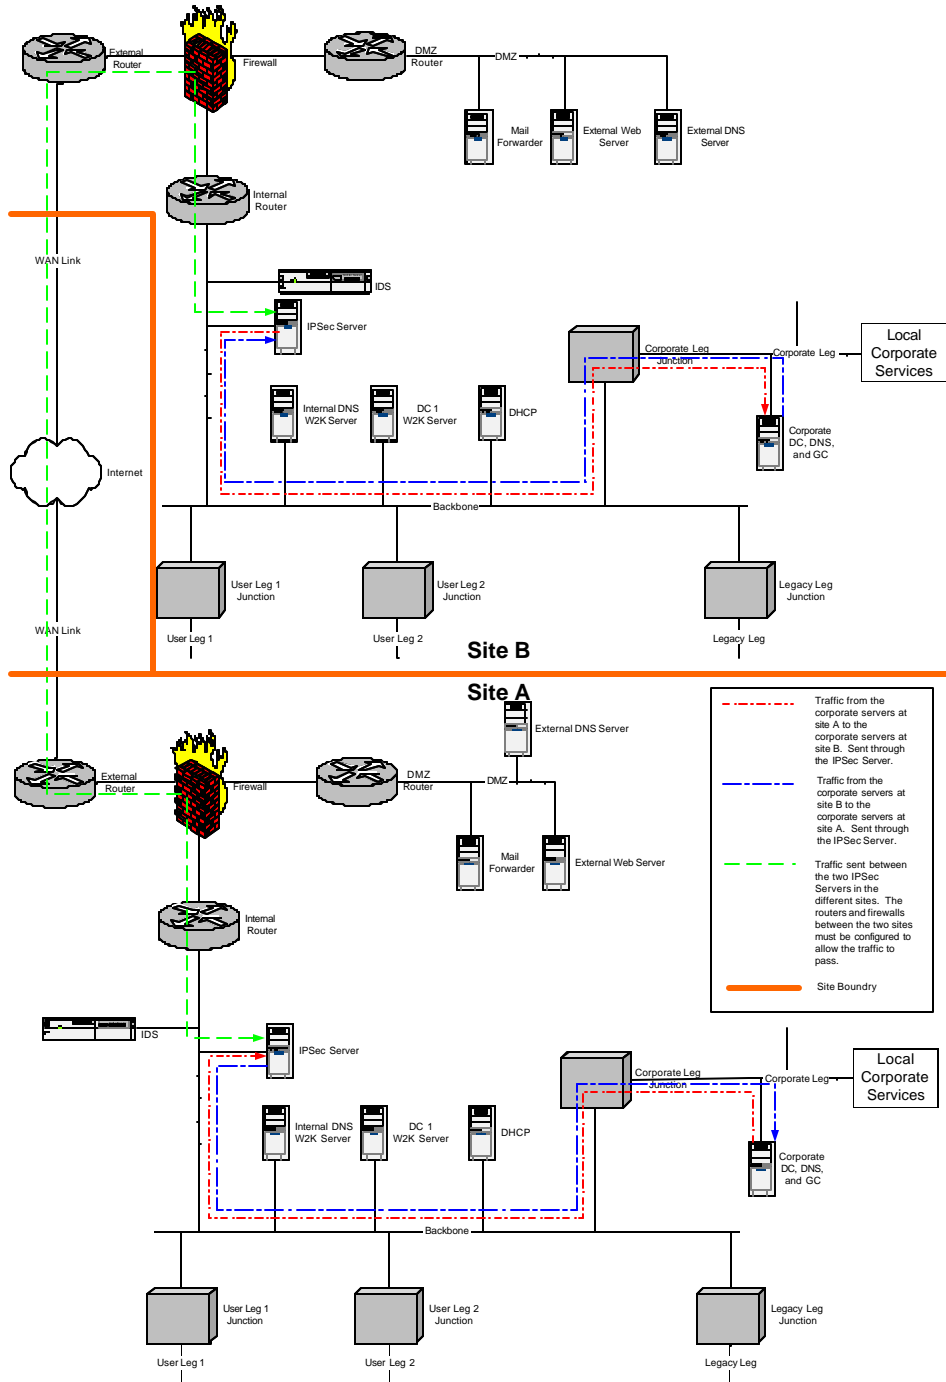 External
Router
Firewall
DMZ
Router
DMZ
Mail
Forwarder
External Web
Server
External DNS
Server
Internal
Router
WAN Link
IDS
IPSec Server
Corporate Leg
Junction
Corporate Leg
Local
Corporate
Services
Internal DNS
W2K Server
DC 1
W2K Server
DHCP
Corporate
DC, DNS,
and GC
Internet
Backbone
User Leg 1
Junction
User Leg 2
Junction
Legacy Leg
Junction
WAN Link
User Leg 1
User Leg 2
Legacy Leg
Site B
Site A
Traffic from the
corporate servers at
site A to the
corporate servers at
site B. Sent through
the IPSec Server.
Traffic from the
corporate servers at
site B to the
corporate servers at
site A. Sent through
the IPSec Server.
Traffic sent between
the two IPSec
Servers in the
different sites. The
routers and firewalls
between the two sites
must be configured to
allow the traffic to
pass.
Site Boundry
External DNS Server
External
Router
Firewall
DMZ
Router
DMZ
Mail
Forwarder
External Web Server
Internal
Router
IDS
IPSec Server
Corporate Leg
Junction
Corporate Leg
Local
Corporate
Services
Internal DNS
W2K Server
DC 1
W2K Server
DHCP
Corporate
DC, DNS,
and GC
Backbone
User Leg 1
Junction
User Leg 2
Junction
Legacy Leg
Junction
User Leg 1
User Leg 2
Legacy Leg